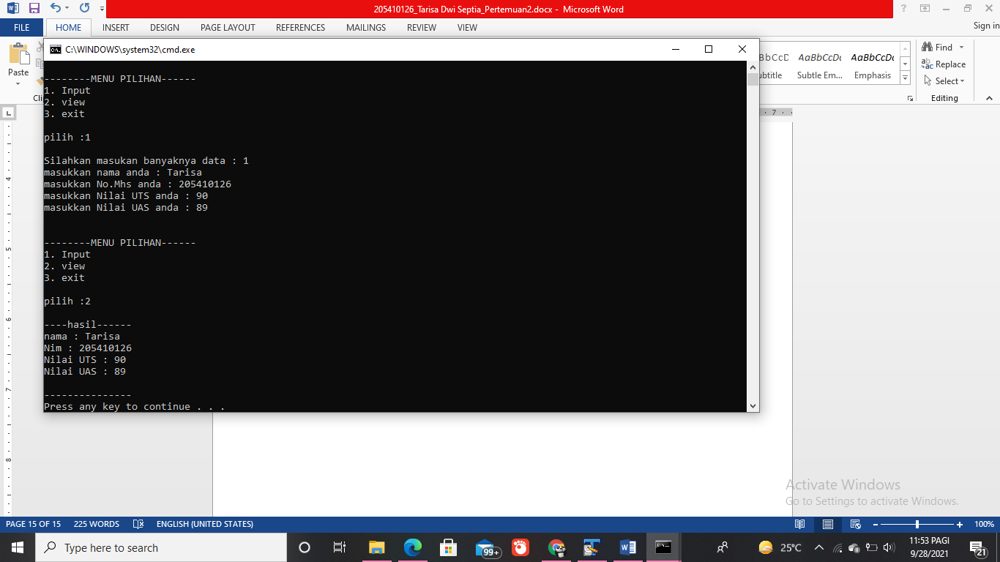 205410126_Tarisa Dwi Septia_Pertemuan2.docx - Microsoft Word
FILE HOME INSERT DESIGN PAGE LAYOUT REFERENCES MAILINGS REVIEW VIEW Sign in
C:\WINDOWS\system32\cmd.exe
Paste
Subtle Em... Emphasis
Find
Replace
Select
Editing
--------MENU PILIHAN------
1. Input
2. view
3. exit
pilih :1
Silahkan masukan banyaknya data : 1
masukkan nama anda : Tarisa
masukkan No.Mhs anda : 205410126
masukkan Nilai UTS anda : 90
masukkan Nilai UAS anda : 89
--------MENU PILIHAN------
1. Input
2. view
3. exit
pilih :2
----hasil------
nama : Tarisa
Nim : 205410126
Nilai UTS : 90
Nilai UAS : 89
---------------
Press any key to continue . . .
Activate Windows
Go to Settings to activate Windows.
PAGE 15 OF 15 225 WORDS ENGLISH (UNITED STATES) 100%
Type here to search
99+
25°C
11:53 PAGI
9/28/2021
21